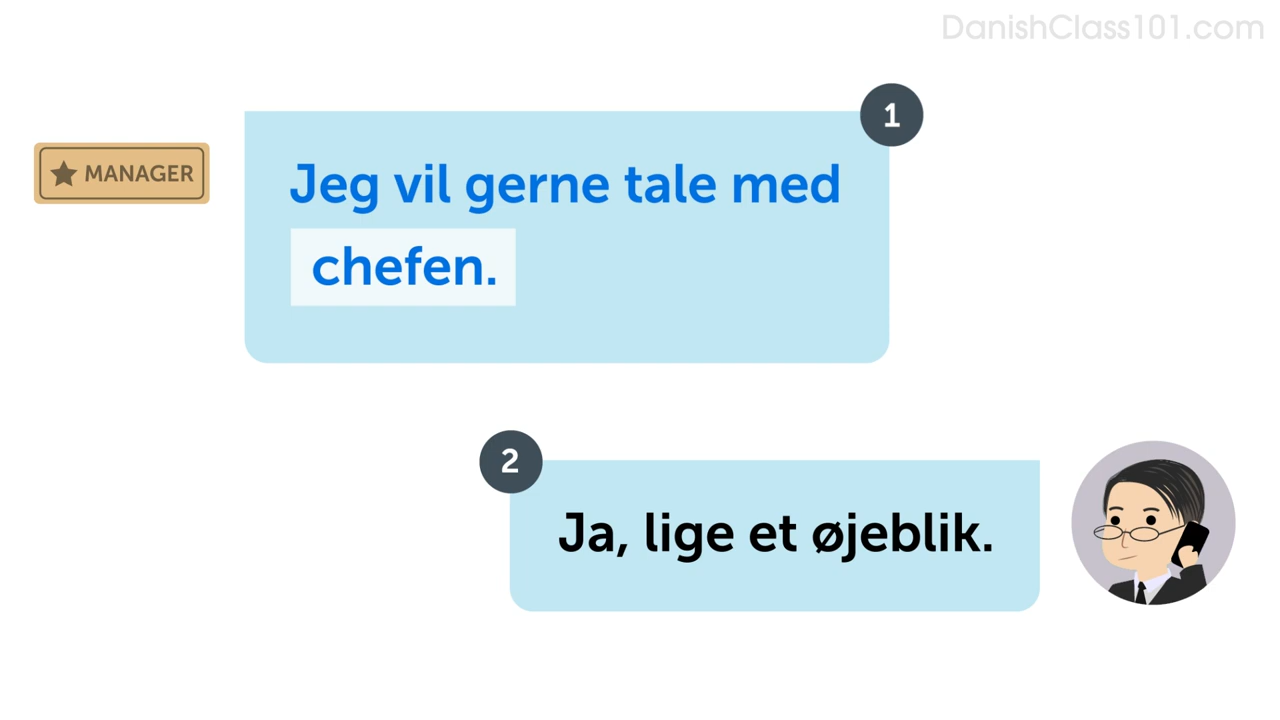 DanishClass101.com
1
MANAGER
Jeg vil gerne tale med
chefen.
2
Ja, lige et øjeblik.